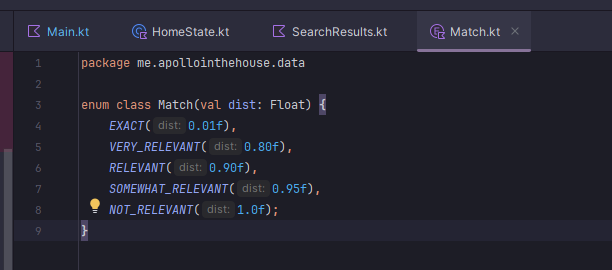 Main.kt HomeState.kt SearchResults.kt Match.kt
1 package me.apollointhehouse.data
2
3 enum class Match(val dist: Float) {
4 EXACT( dist: 0.01f),
5 VERY_RELEVANT( dist: 0.80f),
6 RELEVANT( dist: 0.90f),
7 SOMEWHAT_RELEVANT( dist: 0.95f),
8 NOT_RELEVANT( dist: 1.0f);
9 }